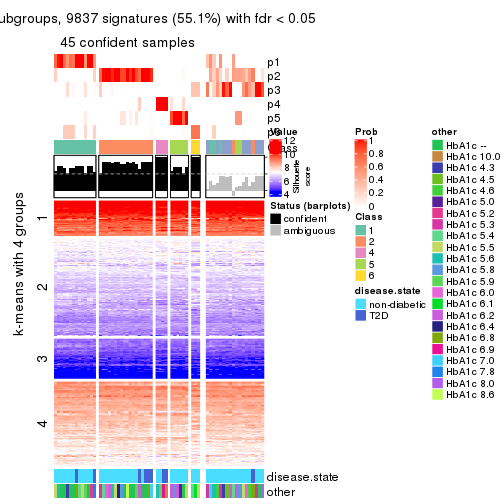 ubgroups, 9837 signatures (55.1%) with fdr < 0.05
45 confident samples
p1
p2
p3
p4
p5
Class
Silhouette
score
k-means with 4 groups
1
2
3
4
disease.state
other
Value
12
10
8
6
4
Status (barplots)
confident
ambiguous
Prob
1
0.8
0.6
0.4
0.2
0
Class
1
2
4
5
6
disease.state
non-diabetic
T2D
other
HbA1c --
HbA1c 10.0
HbA1c 4.3
HbA1c 4.5
HbA1c 4.6
HbA1c 5.0
HbA1c 5.2
HbA1c 5.3
HbA1c 5.4
HbA1c 5.5
HbA1c 5.6
HbA1c 5.8
HbA1c 5.9
HbA1c 6.0
HbA1c 6.1
HbA1c 6.2
HbA1c 6.4
HbA1c 6.8
HbA1c 6.9
HbA1c 7.0
HbA1c 7.8
HbA1c 8.0
HbA1c 8.6